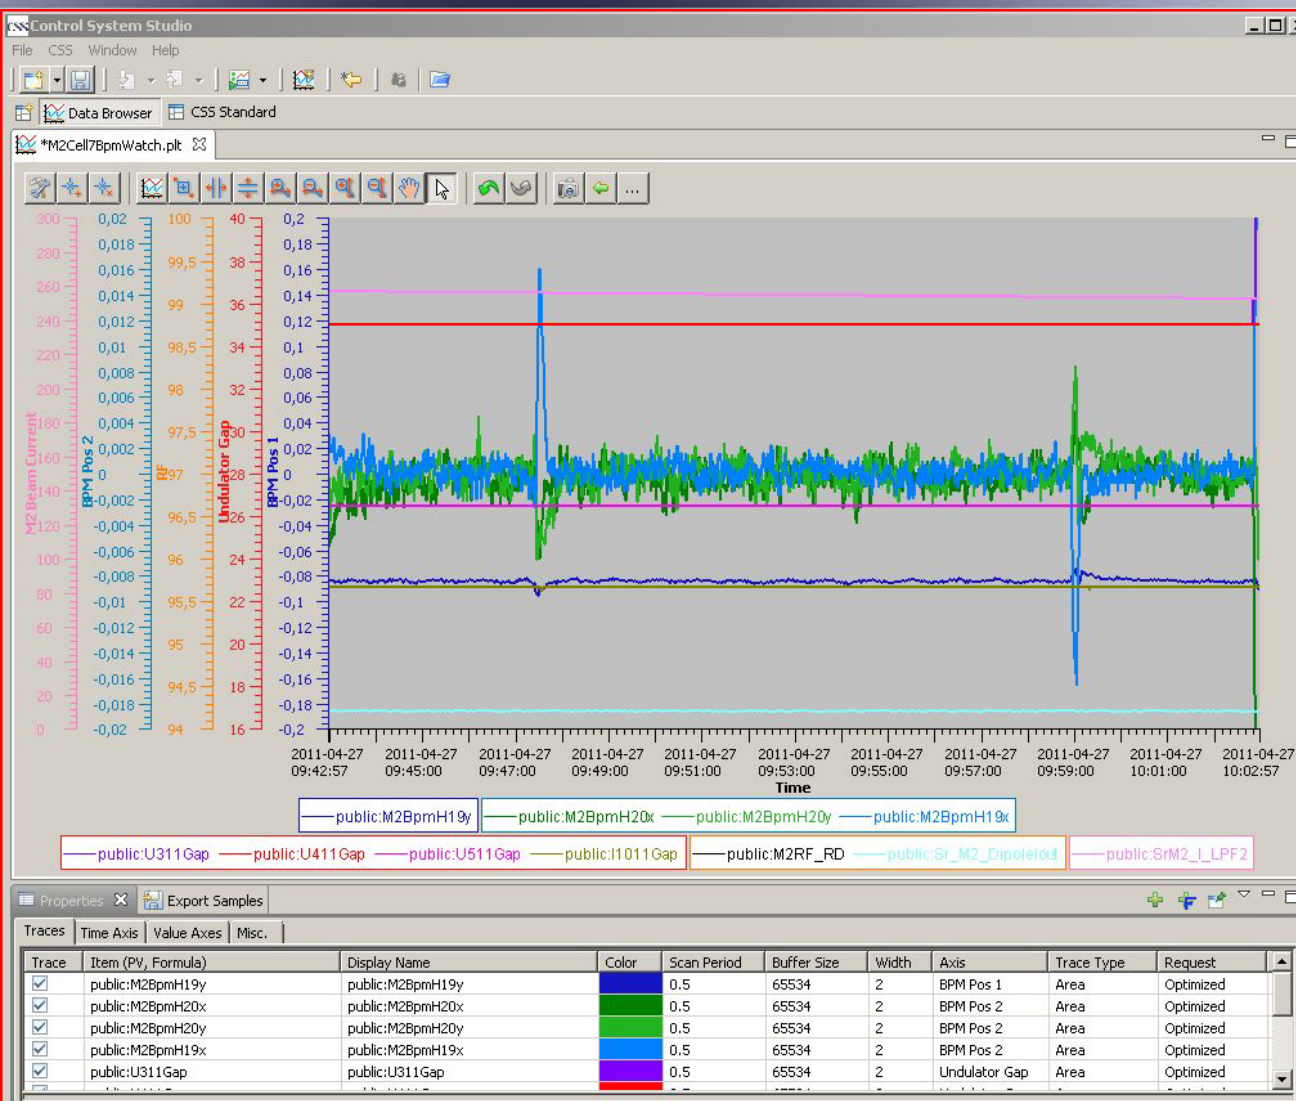 CSS Control System Studio
File CSS Window Help
Data Browser CSS Standard
*M2Cell7BpmWatch.plt
...
300 0,02 100 40 0,2
280 0,018 99,5 38 0,18
260 0,016 99 36 0,16
240 0,014 98,5 34 0,14
220 0,012 98 32 0,12
200 0,01 97,5 30 0,1
180 0,008 97 28 0,08
160 0,006 96,5 26 0,06
140 0,004 96 24 0,04
120 0,002 95,5 22 0,02
100 0 95 20 0
80 -0,002 94,5 18 -0,02
60 -0,004 94 16 -0,04
40 -0,006 -0,06
20 -0,008 -0,08
0 -0,01 -0,1
-0,012 -0,12
-0,014 -0,14
-0,016 -0,16
-0,018 -0,18
-0,02 -0,2
M2 Beam Current
BPM Pos 2
RF
Undulator Gap
BPM Pos 1
2011-04-27 2011-04-27 2011-04-27 2011-04-27 2011-04-27 2011-04-27 2011-04-27 2011-04-27 2011-04-27 2011-04-27 2011-04-27
09:42:57 09:45:00 09:47:00 09:49:00 09:51:00 09:53:00 09:55:00 09:57:00 09:59:00 10:01:00 10:02:57
Time
public:M2BpmH19y public:M2BpmH20x public:M2BpmH20y public:M2BpmH19x
public:U311Gap public:U411Gap public:U511Gap public:I1011Gap public:M2RF_RD public:Sr_M2_DipoleIout public:SrM2_I_LPF2
Properties Export Samples
Traces Time Axis Value Axes Misc.
Trace Item (PV, Formula) Display Name Color Scan Period Buffer Size Width Axis Trace Type Request
public:M2BpmH19y public:M2BpmH19y 0.5 65534 2 BPM Pos 1 Area Optimized
public:M2BpmH20x public:M2BpmH20x 0.5 65534 2 BPM Pos 2 Area Optimized
public:M2BpmH20y public:M2BpmH20y 0.5 65534 2 BPM Pos 2 Area Optimized
public:M2BpmH19x public:M2BpmH19x 0.5 65534 2 BPM Pos 2 Area Optimized
public:U311Gap public:U311Gap 0.5 65534 2 Undulator Gap Area Optimized